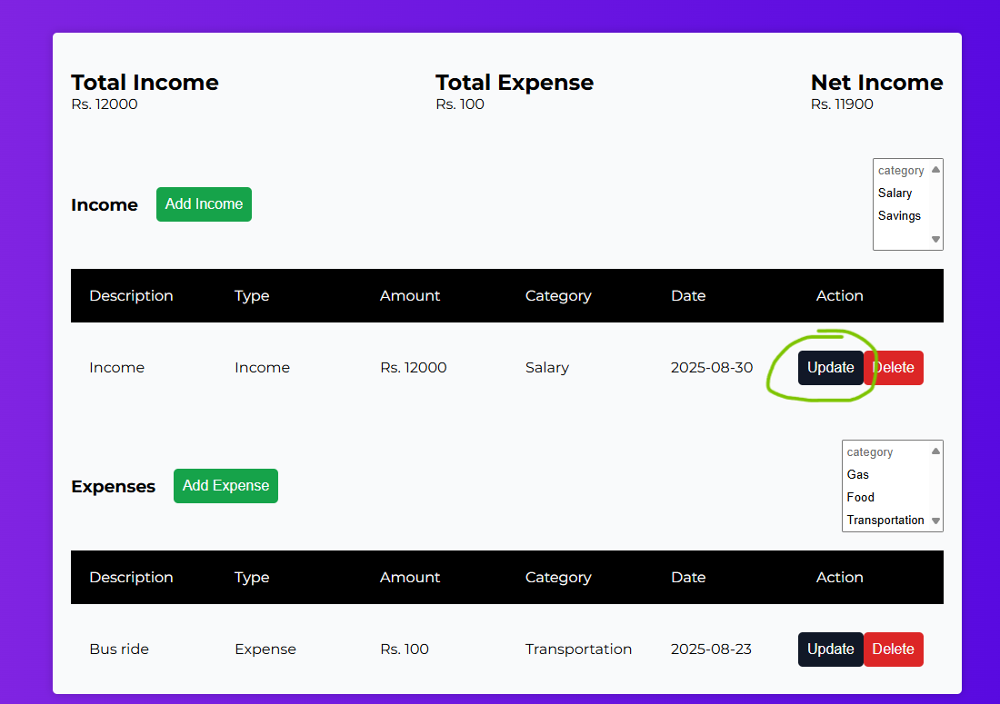 Total Income Total Expense Net Income
Rs. 12000 Rs. 100 Rs. 11900
category
Salary
Savings
Income Add Income
Description Type Amount Category Date Action
Income Income Rs. 12000 Salary 2025-08-30 Update Delete
category
Gas
Food
Transportation
Expenses Add Expense
Description Type Amount Category Date Action
Bus ride Expense Rs. 100 Transportation 2025-08-23 Update Delete